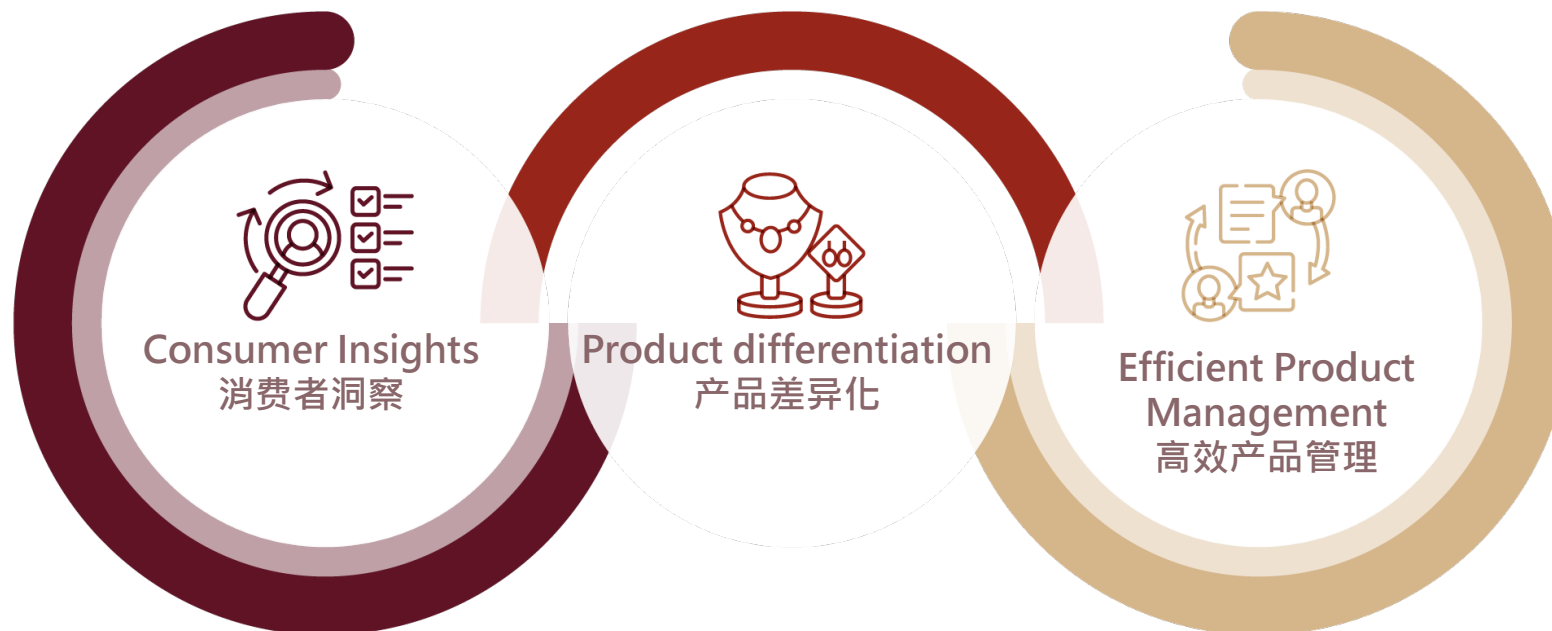 Consumer Insights
消费者洞察
Product differentiation
产品差异化
Efficient Product
Management
高效产品管理